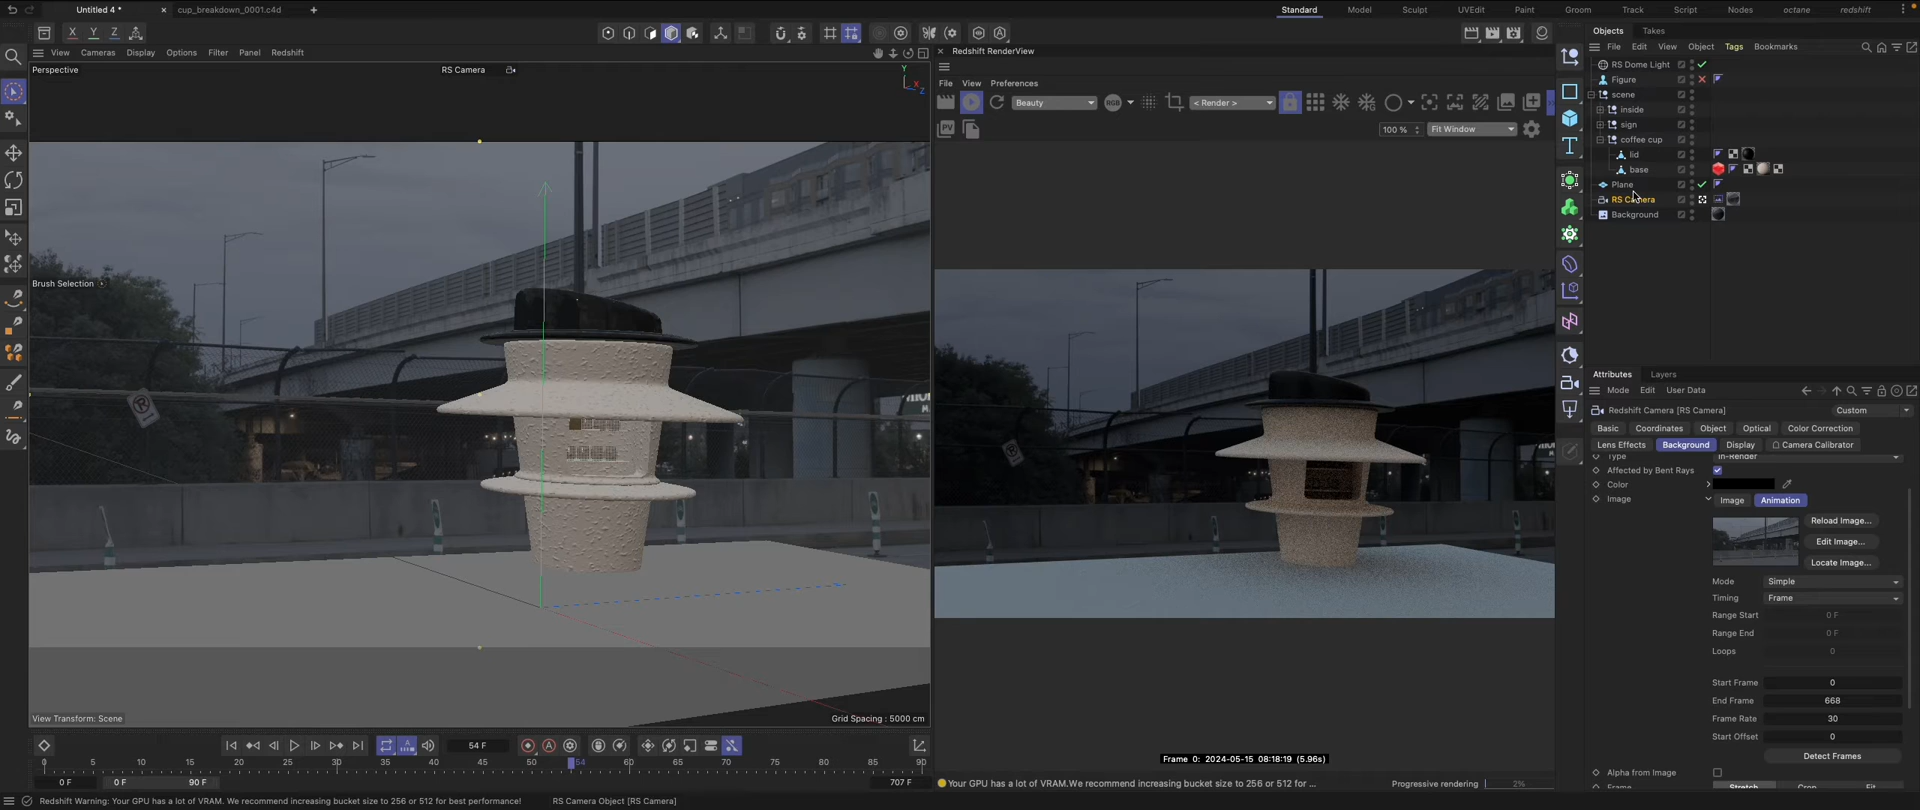 Untitled 4 *
cup_breakdown_0001.c4d
Standard
Model
Sculpt
UVEdit
Paint
Groom
Track
Script
Nodes
octane
redshift
View
Cameras
Display
Options
Filter
Panel
Redshift
Perspective
RS Camera
Brush Selection
View Transform: Scene
Grid Spacing : 5000 cm
Redshift RenderView
File
View
Preferences
Beauty
RGB
< Render >
PV
100 %
Fit Window
Frame 0: 2024-05-15 08:18:19 (5.96s)
Your GPU has a lot of VRAM.We recommend increasing bucket size to 256 or 512 for ...
Progressive rendering
2%
Objects
Takes
File
Edit
View
Object
Tags
Bookmarks
RS Dome Light
Figure
scene
inside
sign
coffee cup
lid
base
Plane
RS Camera
Background
Attributes
Layers
Mode
Edit
User Data
Redshift Camera [RS Camera]
Custom
Basic
Coordinates
Object
Optical
Color Correction
Lens Effects
Background
Display
Camera Calibrator
Type
In-Render
Affected by Bent Rays
Color
Image
Image
Animation
Reload Image...
Edit Image...
Locate Image...
Mode
Simple
Timing
Frame
Range Start
0 F
Range End
0 F
Loops
0
Start Frame
0
End Frame
668
Frame Rate
30
Start Offset
0
Detect Frames
Alpha from Image
Frame
Stretch
Crop
Fit
54 F
0 5 10 15 20 25 30 35 40 45 50 54 60 65 70 75 80 85 90
0 F
0 F
90 F
707 F
Redshift Warning: Your GPU has a lot of VRAM. We recommend increasing bucket size to 256 or 512 for best performance!
RS Camera Object [RS Camera]